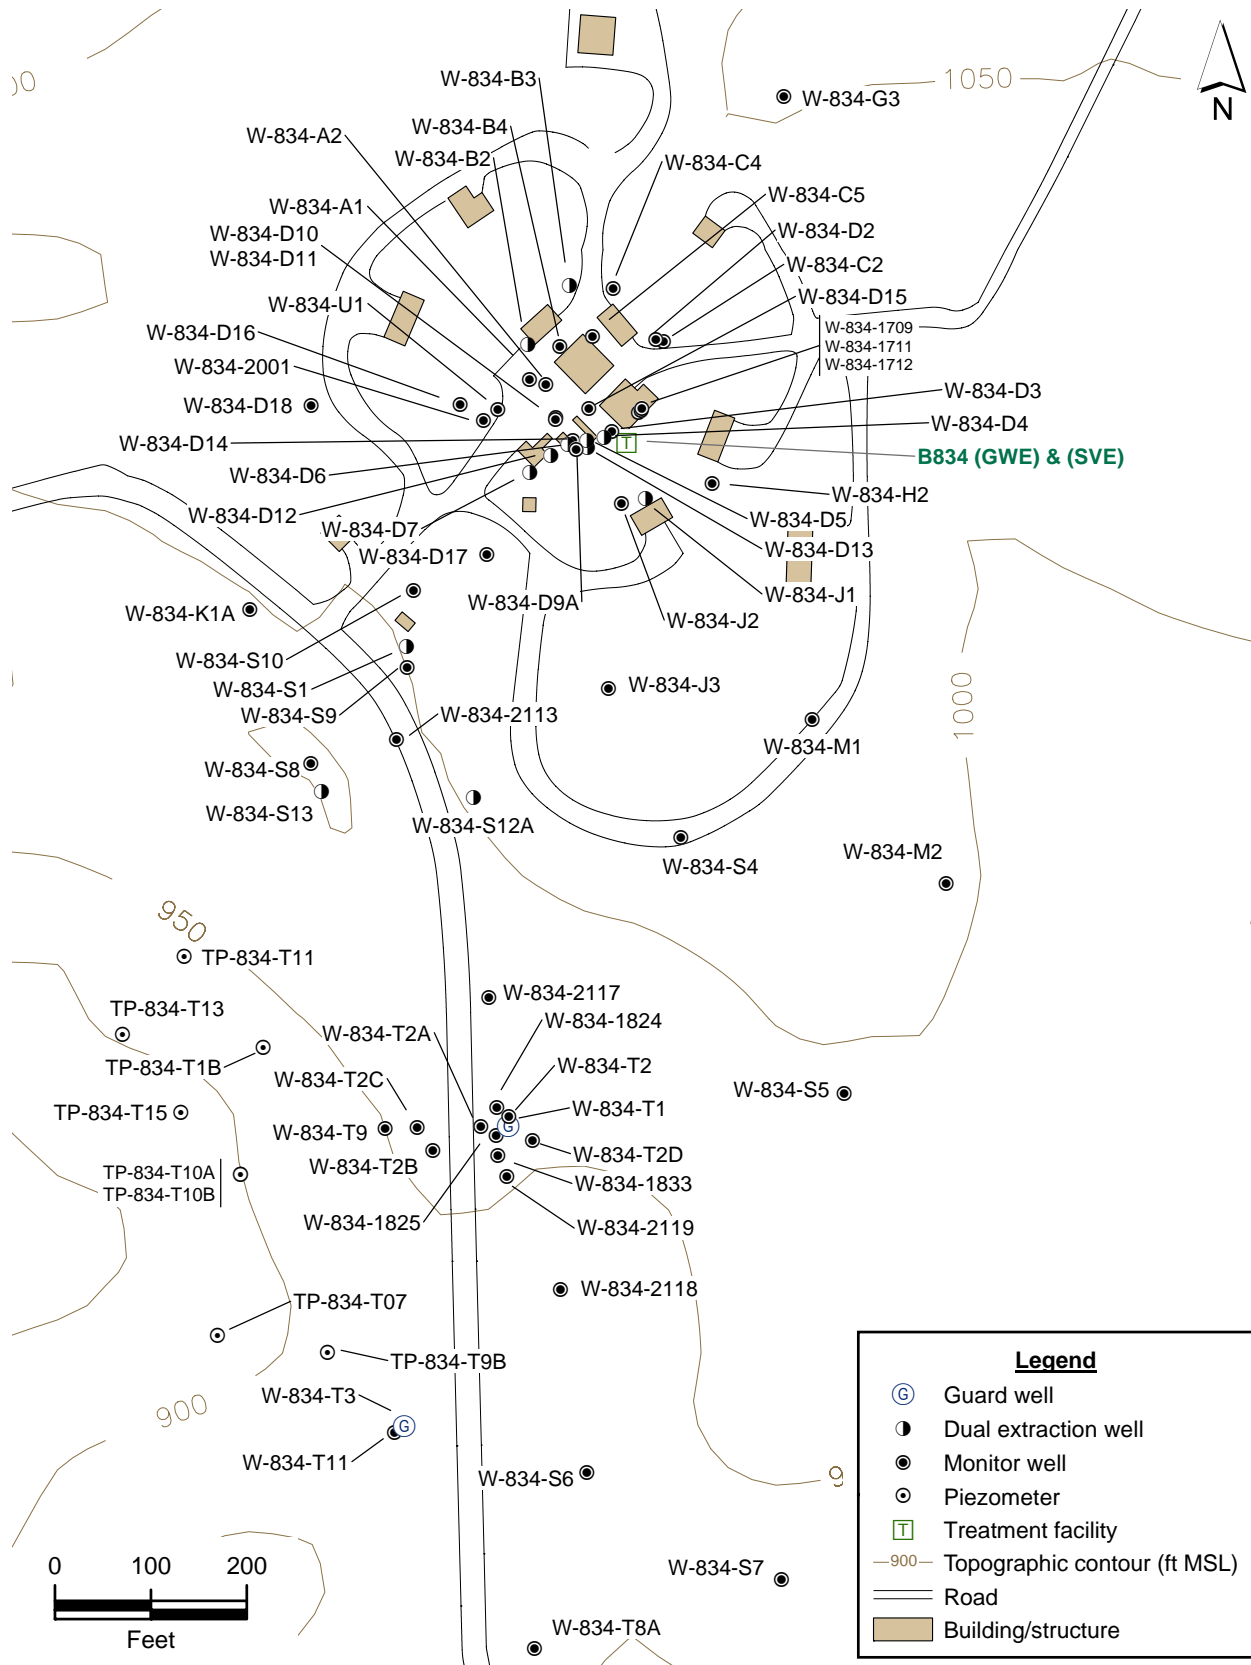 1050
00
N
W-834-G3
W-834-B3
W-834-B4
W-834-A2
W-834-B2
W-834-C4
W-834-C5
W-834-A1
W-834-D10
W-834-D2
W-834-D11
W-834-C2
W-834-U1
W-834-D15
W-834-D16
W-834-1709
W-834-1711
W-834-1712
W-834-2001
W-834-D18
W-834-D3
W-834-D4
W-834-D14
T
B834 (GWE) & (SVE)
W-834-D6
W-834-H2
W-834-D12
W-834-D7
W-834-D5
W-834-D17
W-834-D13
W-834-J1
W-834-D9A
W-834-K1A
W-834-J2
W-834-S10
W-834-S1
W-834-J3
1000
W-834-S9
W-834-2113
W-834-M1
W-834-S8
W-834-S13
W-834-S12A
W-834-S4
W-834-M2
950
TP-834-T11
W-834-2117
TP-834-T13
W-834-1824
W-834-T2A
TP-834-T1B
W-834-T2
W-834-T2C
W-834-S5
TP-834-T15
W-834-T1
G
W-834-T9
W-834-T2D
W-834-T2B
TP-834-T10A
TP-834-T10B
W-834-1833
W-834-1825
W-834-2119
W-834-2118
TP-834-T07
TP-834-T9B
W-834-T3
900
G
W-834-T11
W-834-S6
9
W-834-S7
W-834-T8A
0 100 200
Feet
Legend
G Guard well
Dual extraction well
Monitor well
Piezometer
T Treatment facility
900 Topographic contour (ft MSL)
Road
Building/structure